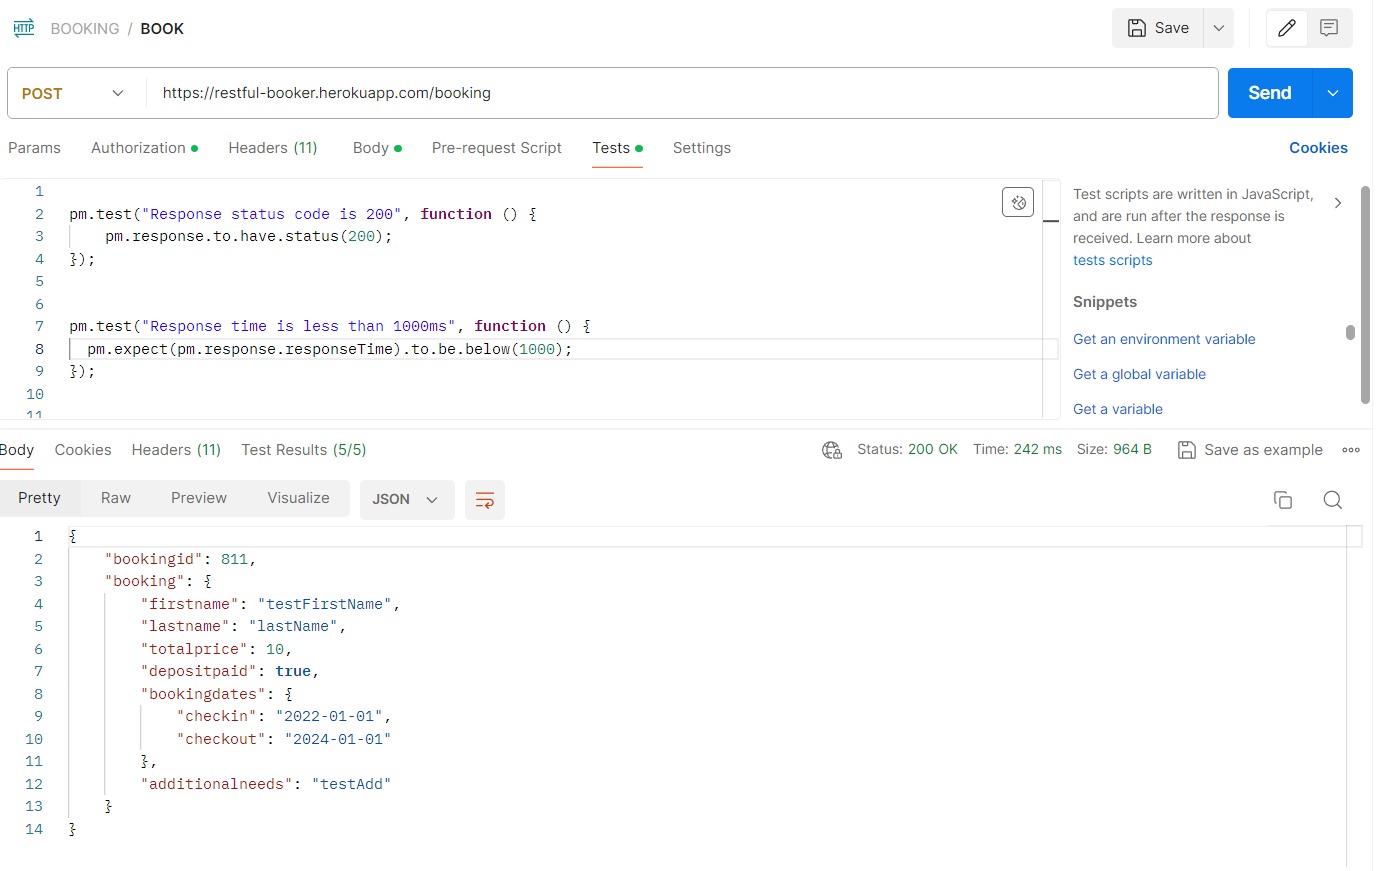 HTTP BOOKING / BOOK Save
POST https://restful-booker.herokuapp.com/booking Send
Params Authorization Headers (11) Body Pre-request Script Tests Settings Cookies
1
2 pm.test("Response status code is 200", function () {
3 pm.response.to.have.status(200);
4 });
5
6
7 pm.test("Response time is less than 1000ms", function () {
8 pm.expect(pm.response.responseTime).to.be.below(1000);
9 });
10
11
Test scripts are written in JavaScript,
and are run after the response is
received. Learn more about
tests scripts
Snippets
Get an environment variable
Get a global variable
Get a variable
Body Cookies Headers (11) Test Results (5/5) Status: 200 OK Time: 242 ms Size: 964 B Save as example
Pretty Raw Preview Visualize JSON
1 {
2 "bookingid": 811,
3 "booking": {
4 "firstname": "testFirstName",
5 "lastname": "lastName",
6 "totalprice": 10,
7 "depositpaid": true,
8 "bookingdates": {
9 "checkin": "2022-01-01",
10 "checkout": "2024-01-01"
11 },
12 "additionalneeds": "testAdd"
13 }
14 }